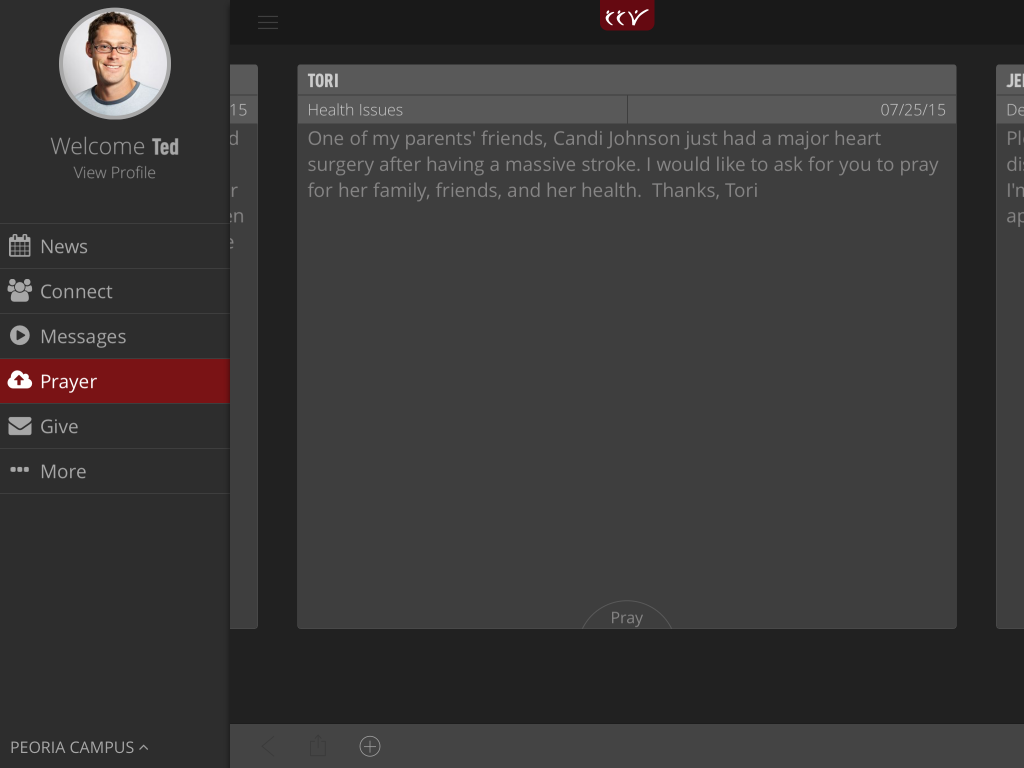 Welcome Ted
View Profile
News
Connect
Messages
Prayer
Give
More
PEORIA CAMPUS
CCV
15
d
r
en
e
TORI
Health Issues
07/25/15
One of my parents' friends, Candi Johnson just had a major heart
surgery after having a massive stroke. I would like to ask for you to pray
for her family, friends, and her health.  Thanks, Tori
Pray
JE
De
Pl
dis
I'm
ap